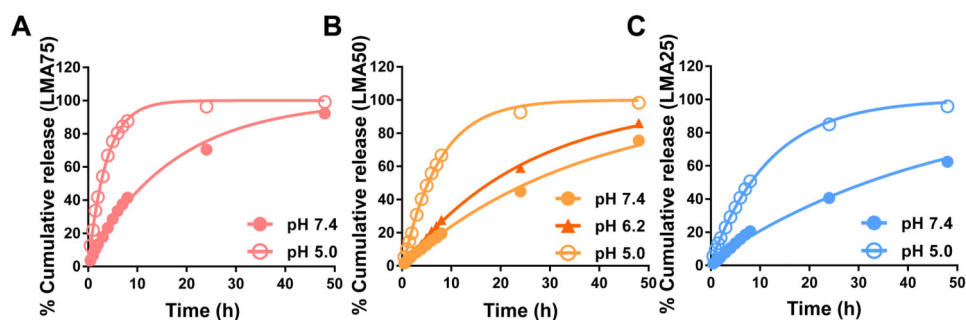 A
% Cumulative release (LMA75)
120
100
80
60
40
20
0
0 10 20 30 40 50
Time (h)
pH 7.4
pH 5.0
B
% Cumulative release (LMA50)
120
100
80
60
40
20
0
0 10 20 30 40 50
Time (h)
pH 7.4
pH 6.2
pH 5.0
C
% Cumulative release (LMA25)
120
100
80
60
40
20
0
0 10 20 30 40 50
Time (h)
pH 7.4
pH 5.0